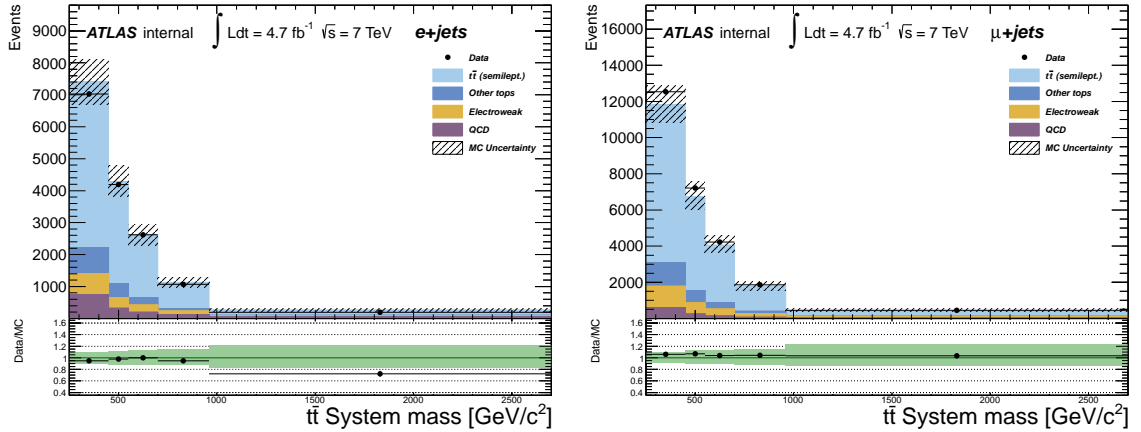 Events
9000
8000
7000
6000
5000
4000
3000
2000
1000
ATLAS internal ∫ Ldt = 4.7 fb⁻¹ √s = 7 TeV e+jets
Data
tt̄ (semilept.)
Other tops
Electroweak
QCD
MC Uncertainty
Data/MC
1.6
1.4
1.2
1
0.8
0.6
0.4
500 1000 1500 2000 2500
tt̄ System mass [GeV/c²]
Events
16000
14000
12000
10000
8000
6000
4000
2000
ATLAS internal ∫ Ldt = 4.7 fb⁻¹ √s = 7 TeV μ+jets
Data
tt̄ (semilept.)
Other tops
Electroweak
QCD
MC Uncertainty
Data/MC
1.6
1.4
1.2
1
0.8
0.6
0.4
500 1000 1500 2000 2500
tt̄ System mass [GeV/c²]